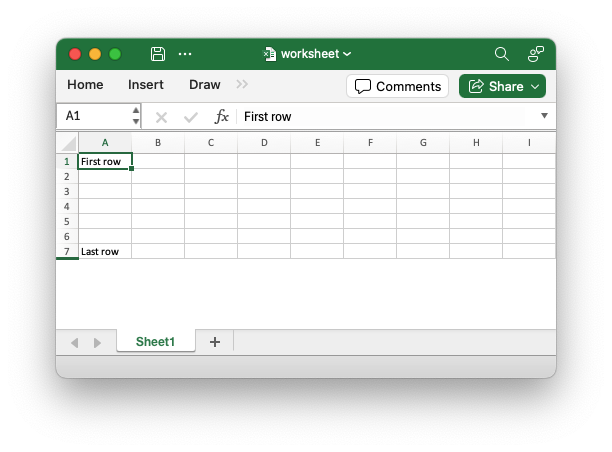 worksheet
Home Insert Draw Comments Share
A1 fx First row
A B C D E F G H I
1 First row
2
3
4
5
6
7 Last row
Sheet1 +